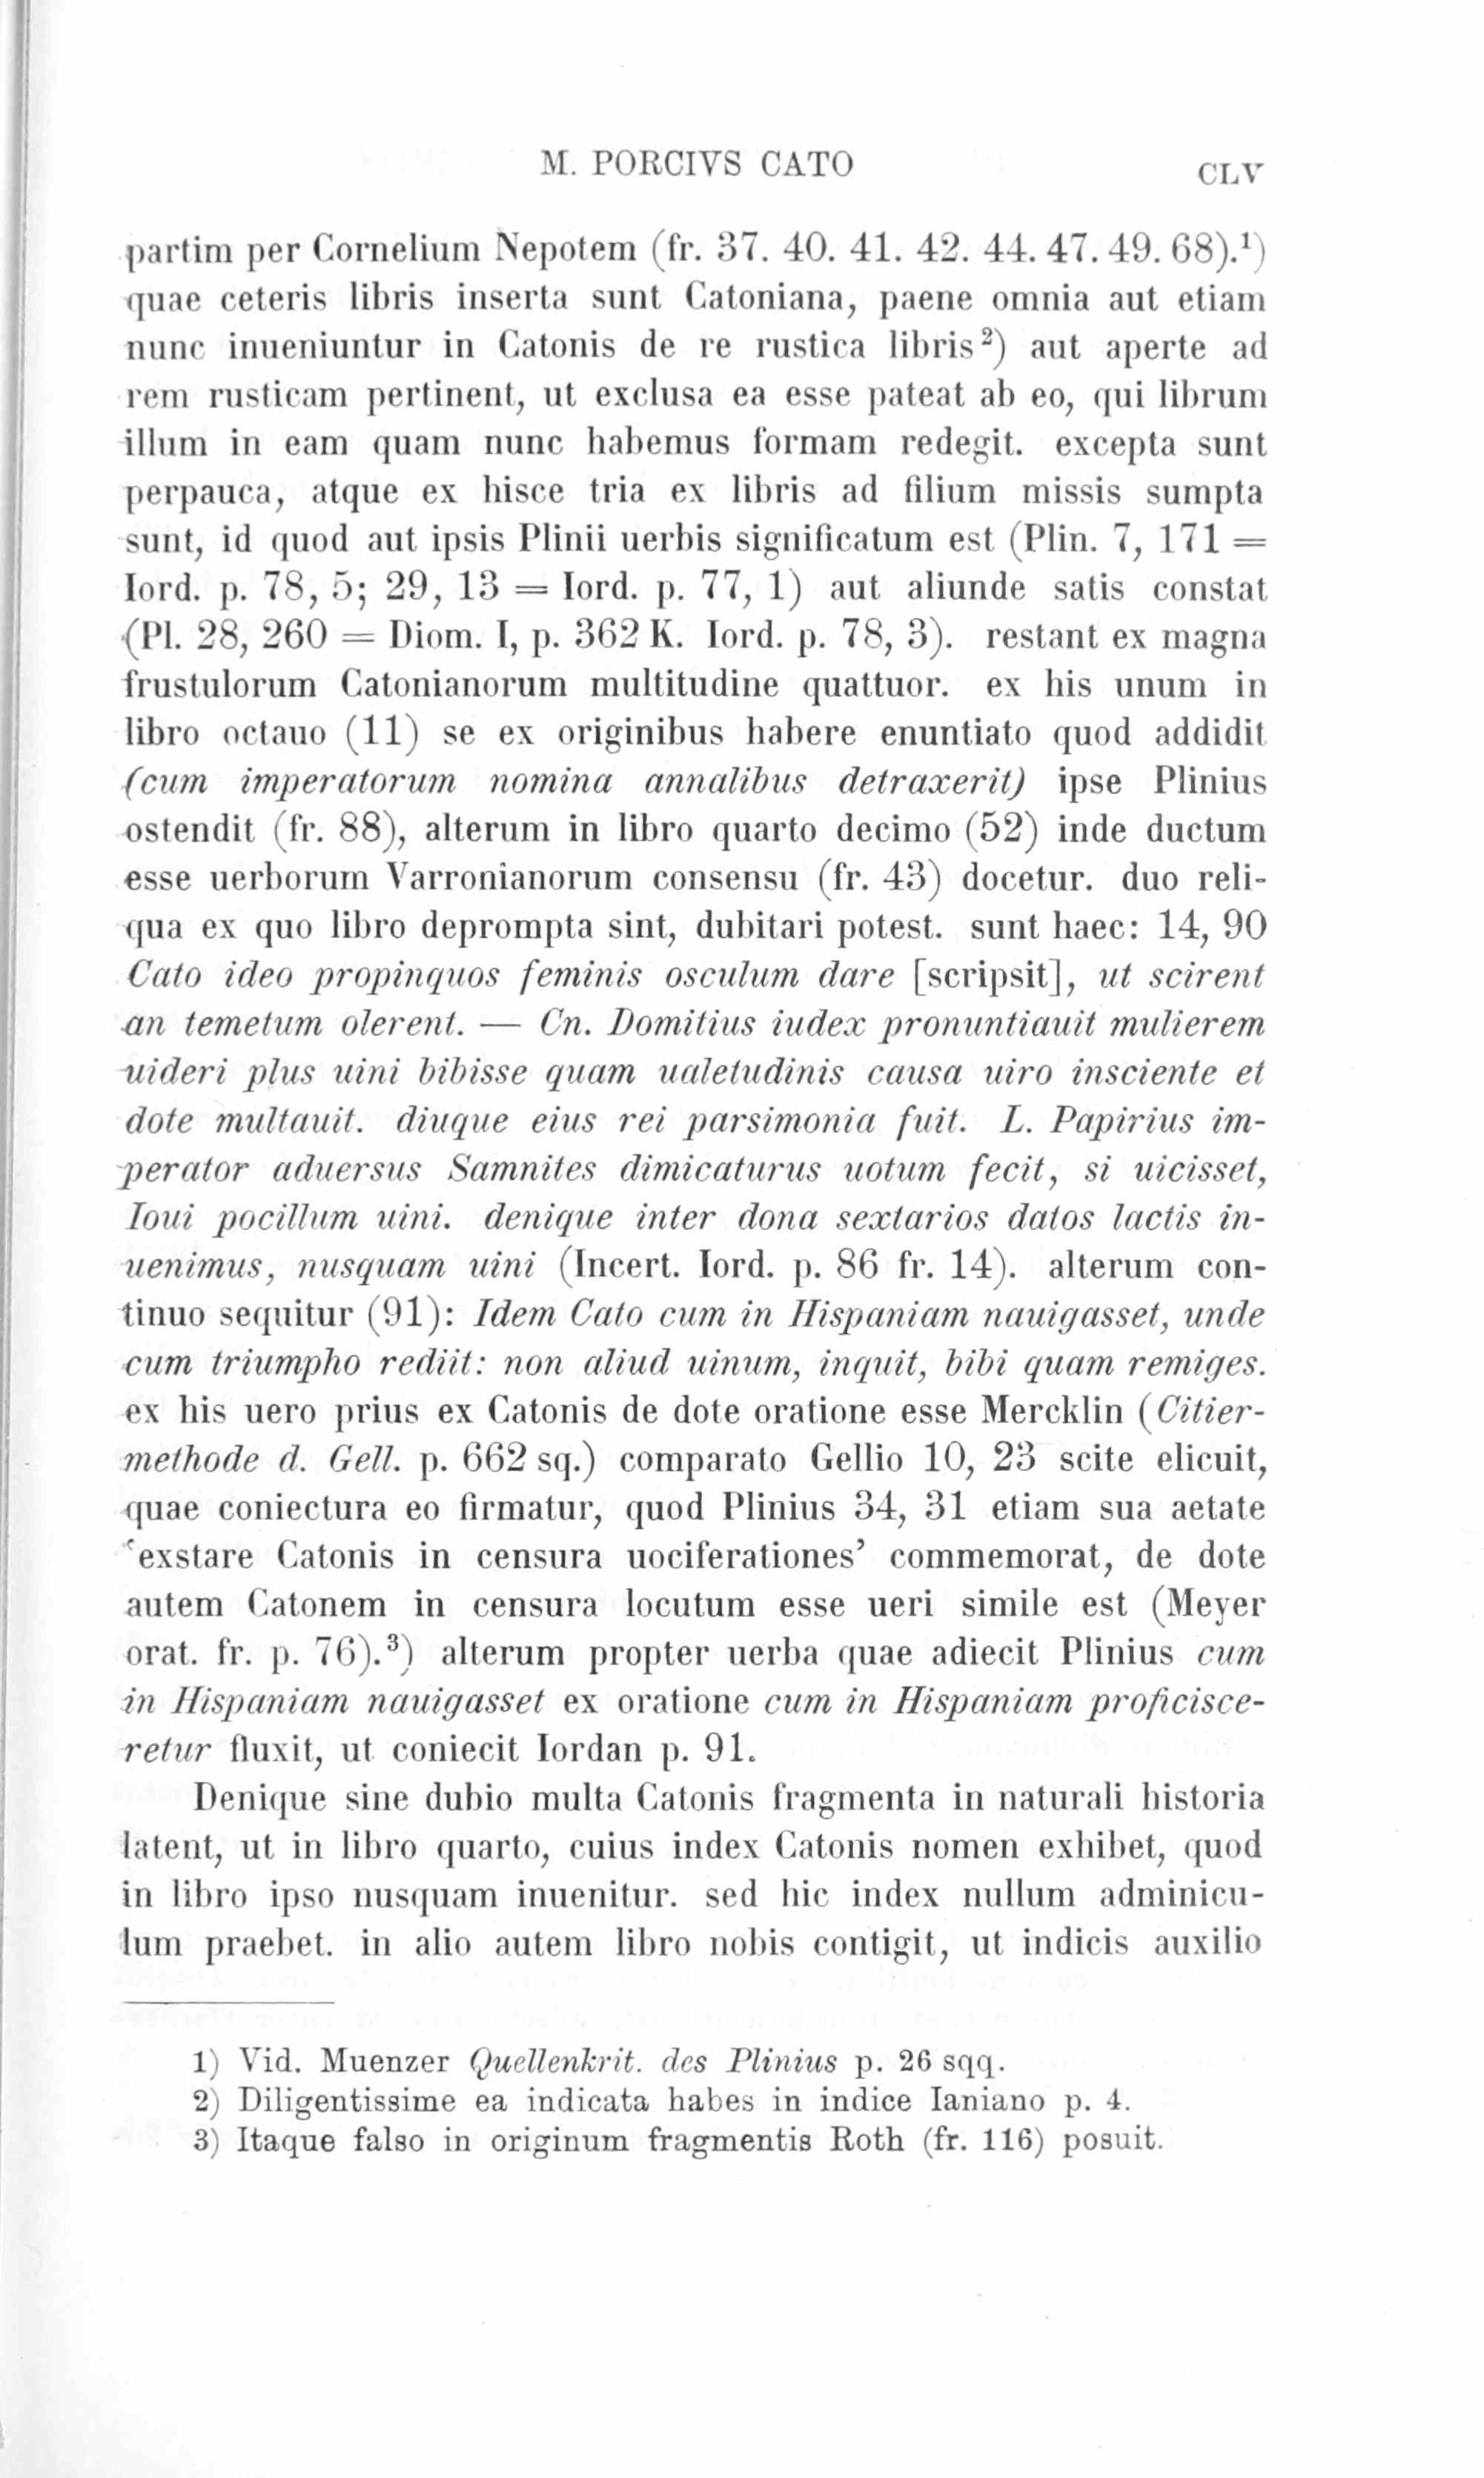 M. PORCIVS CATO
CLV
partim per Cornelium Nepotem (fr. 37. 40. 41. 42. 44. 47. 49. 68).¹)
quae ceteris libris inserta sunt Catoniana, paene omnia aut etiam
nunc inueniuntur in Catonis de re rustica libris²) aut aperte ad
rem rusticam pertinent, ut exclusa ea esse pateat ab eo, qui librum
illum in eam quam nunc habemus formam redegit. excepta sunt
perpauca, atque ex hisce tria ex libris ad filium missis sumpta
sunt, id quod aut ipsis Plinii uerbis significatum est (Plin. 7, 171 =
Iord. p. 78, 5; 29, 13 = Iord. p. 77, 1) aut aliunde satis constat
(Pl. 28, 260 = Diom. I, p. 362 K. Iord. p. 78, 3). restant ex magna
frustulorum Catonianorum multitudine quattuor. ex his unum in
libro octauo (11) se ex originibus habere enuntiato quod addidit
(cum imperatorum nomina annalibus detraxerit) ipse Plinius
ostendit (fr. 88), alterum in libro quarto decimo (52) inde ductum
esse uerborum Varronianorum consensu (fr. 43) docetur. duo reli-
qua ex quo libro deprompta sint, dubitari potest. sunt haec: 14, 90
Cato ideo propinquos feminis osculum dare [scripsit], ut scirent
an temetum olerent. — Cn. Domitius iudex pronuntiauit mulierem
uideri plus uini bibisse quam ualetudinis causa uiro insciente et
dote multauit. diuque eius rei parsimonia fuit. L. Papirius im-
perator aduersus Samnites dimicaturus uotum fecit, si uicisset,
Ioui pocillum uini. denique inter dona sextarios datos lactis in-
uenimus, nusquam uini (Incert. Iord. p. 86 fr. 14). alterum con-
tinuo sequitur (91): Idem Cato cum in Hispaniam nauigasset, unde
cum triumpho rediit: non aliud uinum, inquit, bibi quam remiges.
ex his uero prius ex Catonis de dote oratione esse Mercklin (Citier-
methode d. Gell. p. 662 sq.) comparato Gellio 10, 23 scite elicuit,
quae coniectura eo firmatur, quod Plinius 34, 31 etiam sua aetate
‘exstare Catonis in censura uociferationes’ commemorat, de dote
autem Catonem in censura locutum esse ueri simile est (Meyer
orat. fr. p. 76).³) alterum propter uerba quae adiecit Plinius cum
in Hispaniam nauigasset ex oratione cum in Hispaniam proficisce-
retur fluxit, ut coniecit Iordan p. 91.
Denique sine dubio multa Catonis fragmenta in naturali historia
latent, ut in libro quarto, cuius index Catonis nomen exhibet, quod
in libro ipso nusquam inuenitur. sed hic index nullum adminicu-
lum praebet. in alio autem libro nobis contigit, ut indicis auxilio
1) Vid. Muenzer Quellenkrit. des Plinius p. 26 sqq.
2) Diligentissime ea indicata habes in indice Ianiano p. 4.
3) Itaque falso in originum fragmentis Roth (fr. 116) posuit.